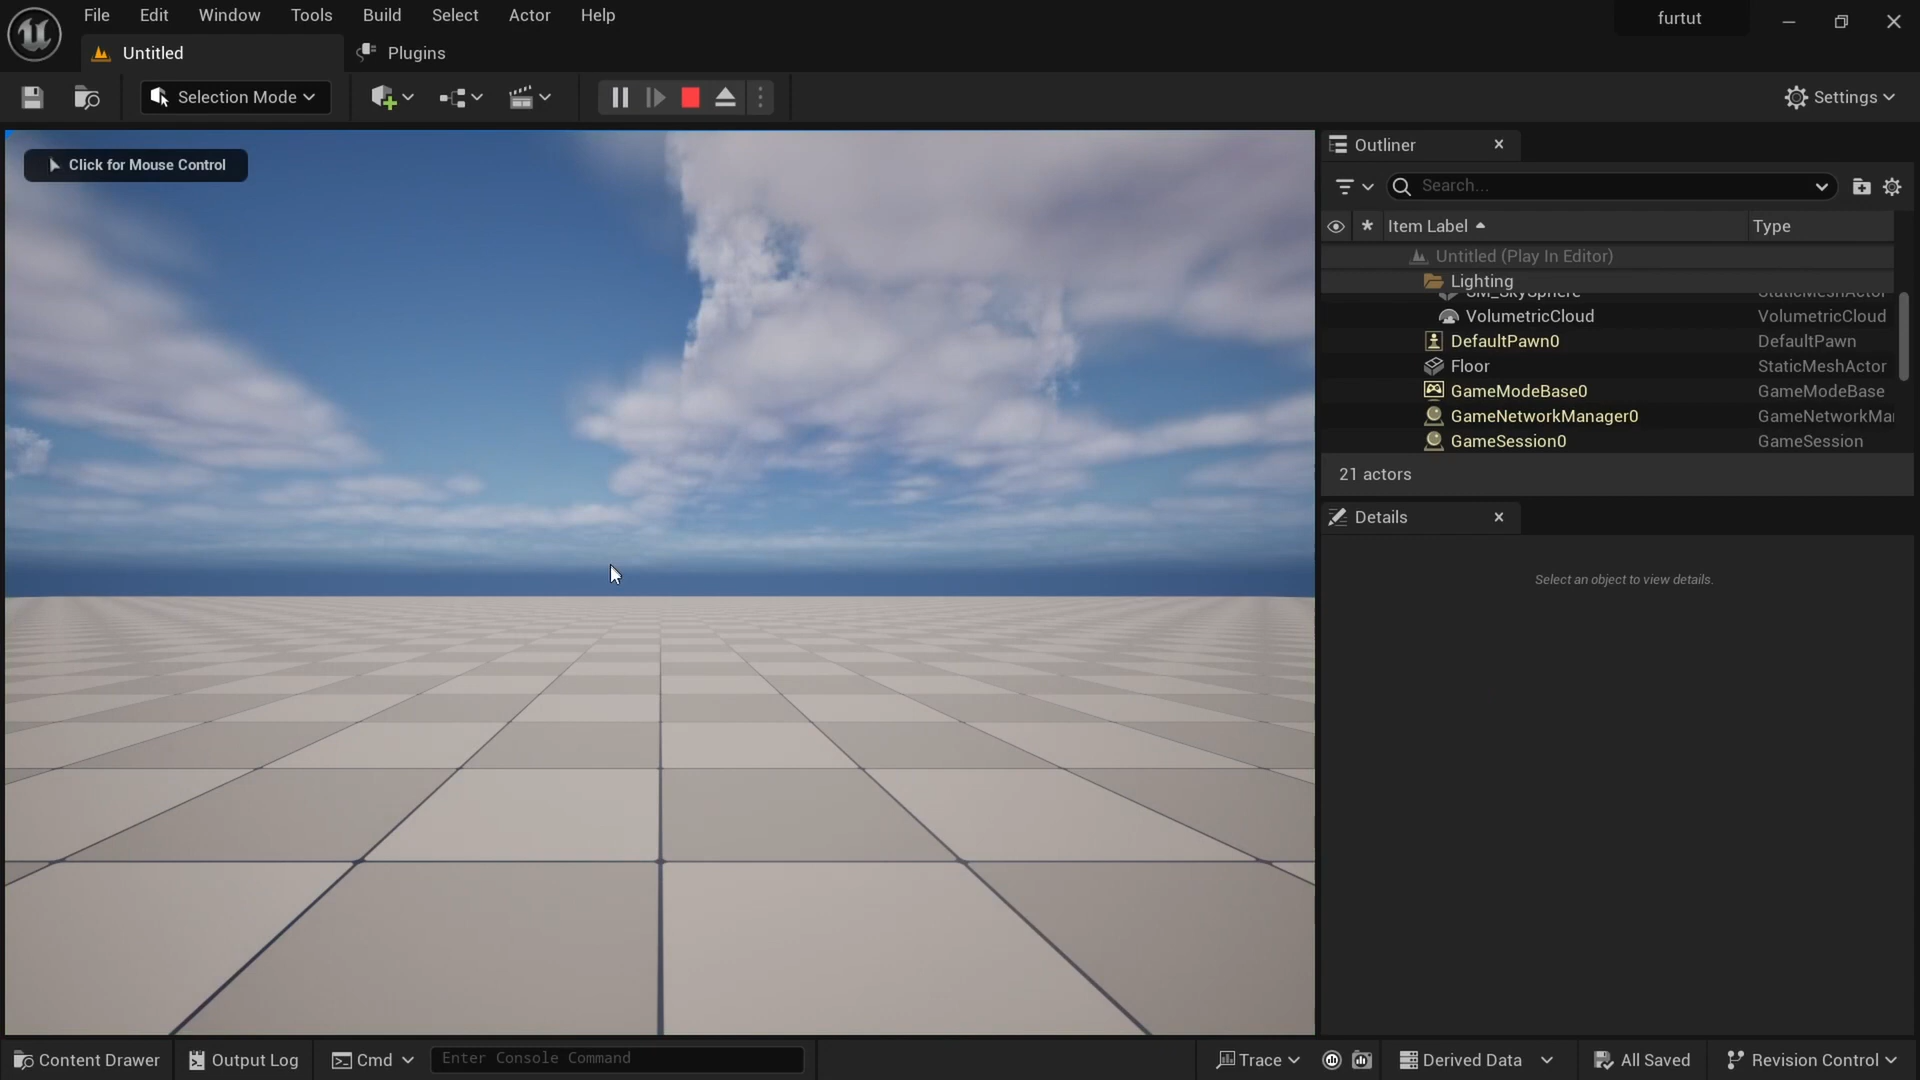 File Edit Window Tools Build Select Actor Help
furtut
Untitled
Plugins
Selection Mode
Settings
Click for Mouse Control
Outliner
Search...
* Item Label Type
Untitled (Play In Editor)
Lighting
SM_SkySphere StaticMeshActor
VolumetricCloud VolumetricCloud
DefaultPawn0 DefaultPawn
Floor StaticMeshActor
GameModeBase0 GameModeBase
GameNetworkManager0 GameNetworkMa
GameSession0 GameSession
21 actors
Details
Select an object to view details.
Content Drawer
Output Log
Cmd
Enter Console Command
Trace
Derived Data
All Saved
Revision Control